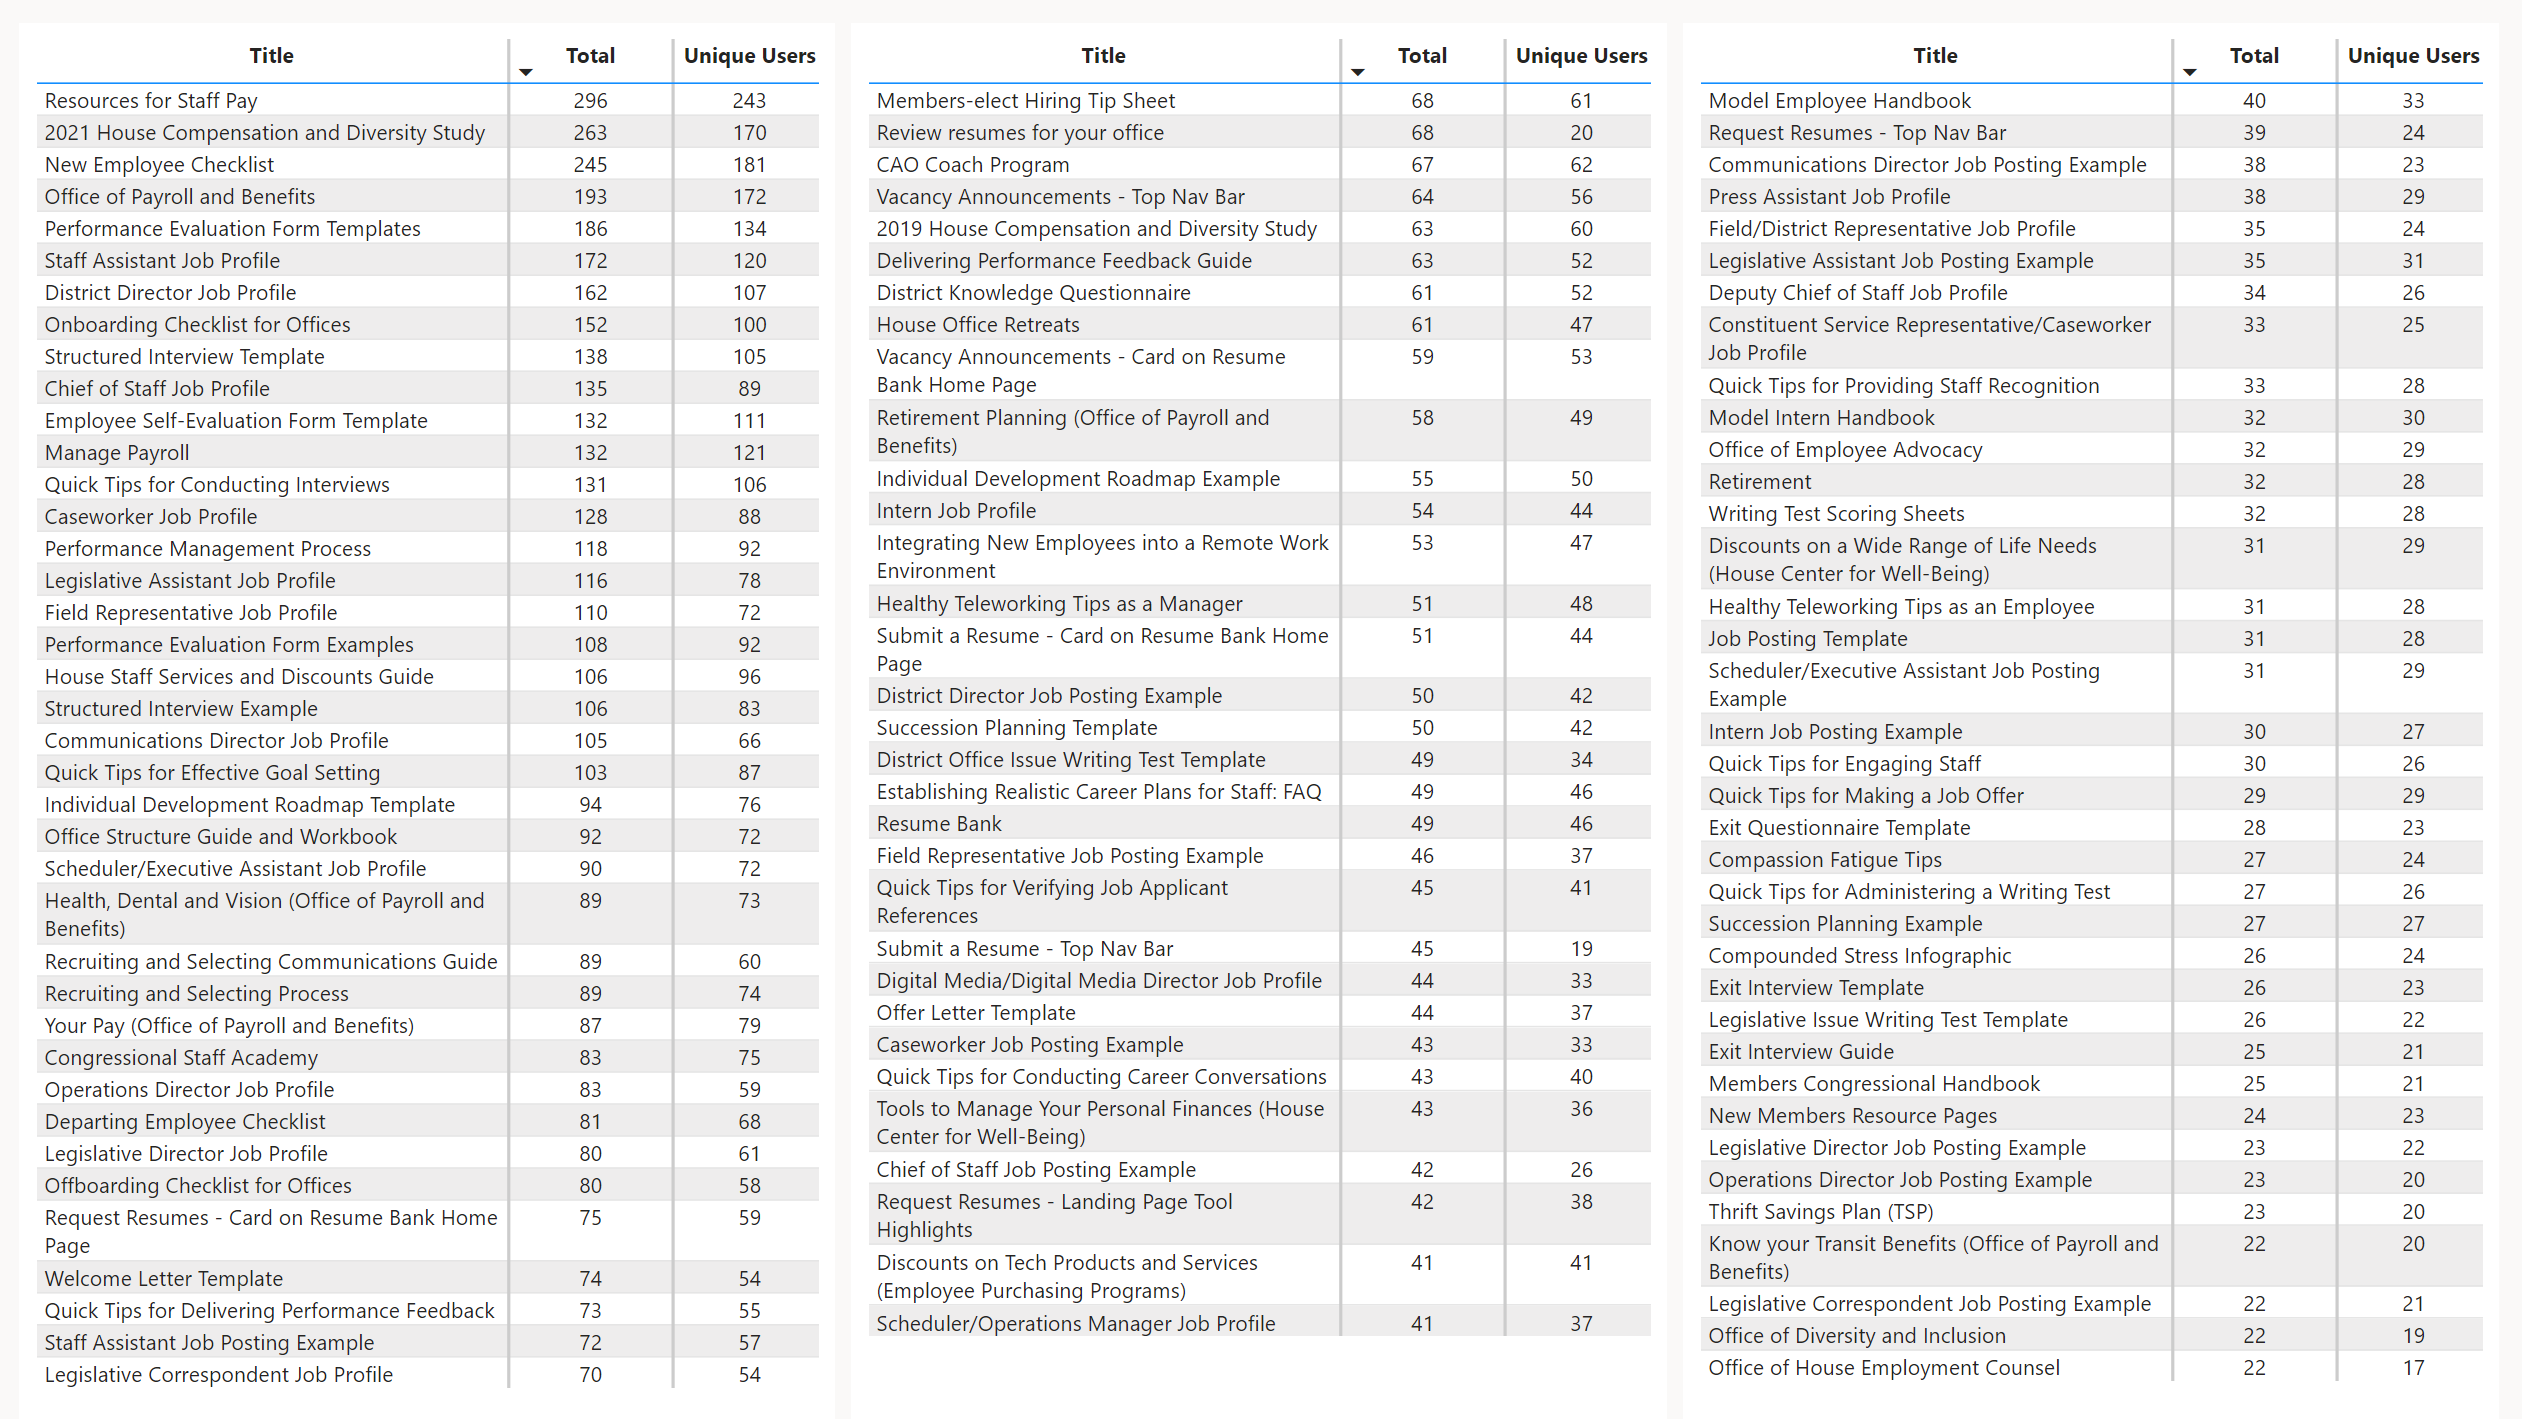 Title Total Unique Users
Resources for Staff Pay 296 243
2021 House Compensation and Diversity Study 263 170
New Employee Checklist 245 181
Office of Payroll and Benefits 193 172
Performance Evaluation Form Templates 186 134
Staff Assistant Job Profile 172 120
District Director Job Profile 162 107
Onboarding Checklist for Offices 152 100
Structured Interview Template 138 105
Chief of Staff Job Profile 135 89
Employee Self-Evaluation Form Template 132 111
Manage Payroll 132 121
Quick Tips for Conducting Interviews 131 106
Caseworker Job Profile 128 88
Performance Management Process 118 92
Legislative Assistant Job Profile 116 78
Field Representative Job Profile 110 72
Performance Evaluation Form Examples 108 92
House Staff Services and Discounts Guide 106 96
Structured Interview Example 106 83
Communications Director Job Profile 105 66
Quick Tips for Effective Goal Setting 103 87
Individual Development Roadmap Template 94 76
Office Structure Guide and Workbook 92 72
Scheduler/Executive Assistant Job Profile 90 72
Health, Dental and Vision (Office of Payroll and 89 73
Benefits)
Recruiting and Selecting Communications Guide 89 60
Recruiting and Selecting Process 89 74
Your Pay (Office of Payroll and Benefits) 87 79
Congressional Staff Academy 83 75
Operations Director Job Profile 83 59
Departing Employee Checklist 81 68
Legislative Director Job Profile 80 61
Offboarding Checklist for Offices 80 58
Request Resumes - Card on Resume Bank Home 75 59
Page
Welcome Letter Template 74 54
Quick Tips for Delivering Performance Feedback 73 55
Staff Assistant Job Posting Example 72 57
Legislative Correspondent Job Profile 70 54
Title Total Unique Users
Members-elect Hiring Tip Sheet 68 61
Review resumes for your office 68 20
CAO Coach Program 67 62
Vacancy Announcements - Top Nav Bar 64 56
2019 House Compensation and Diversity Study 63 60
Delivering Performance Feedback Guide 63 52
District Knowledge Questionnaire 61 52
House Office Retreats 61 47
Vacancy Announcements - Card on Resume 59 53
Bank Home Page
Retirement Planning (Office of Payroll and 58 49
Benefits)
Individual Development Roadmap Example 55 50
Intern Job Profile 54 44
Integrating New Employees into a Remote Work 53 47
Environment
Healthy Teleworking Tips as a Manager 51 48
Submit a Resume - Card on Resume Bank Home 51 44
Page
District Director Job Posting Example 50 42
Succession Planning Template 50 42
District Office Issue Writing Test Template 49 34
Establishing Realistic Career Plans for Staff: FAQ 49 46
Resume Bank 49 46
Field Representative Job Posting Example 46 37
Quick Tips for Verifying Job Applicant 45 41
References
Submit a Resume - Top Nav Bar 45 19
Digital Media/Digital Media Director Job Profile 44 33
Offer Letter Template 44 37
Caseworker Job Posting Example 43 33
Quick Tips for Conducting Career Conversations 43 40
Tools to Manage Your Personal Finances (House 43 36
Center for Well-Being)
Chief of Staff Job Posting Example 42 26
Request Resumes - Landing Page Tool 42 38
Highlights
Discounts on Tech Products and Services 41 41
(Employee Purchasing Programs)
Scheduler/Operations Manager Job Profile 41 37
Title Total Unique Users
Model Employee Handbook 40 33
Request Resumes - Top Nav Bar 39 24
Communications Director Job Posting Example 38 23
Press Assistant Job Profile 38 29
Field/District Representative Job Profile 35 24
Legislative Assistant Job Posting Example 35 31
Deputy Chief of Staff Job Profile 34 26
Constituent Service Representative/Caseworker 33 25
Job Profile
Quick Tips for Providing Staff Recognition 33 28
Model Intern Handbook 32 30
Office of Employee Advocacy 32 29
Retirement 32 28
Writing Test Scoring Sheets 32 28
Discounts on a Wide Range of Life Needs 31 29
(House Center for Well-Being)
Healthy Teleworking Tips as an Employee 31 28
Job Posting Template 31 28
Scheduler/Executive Assistant Job Posting 31 29
Example
Intern Job Posting Example 30 27
Quick Tips for Engaging Staff 30 26
Quick Tips for Making a Job Offer 29 29
Exit Questionnaire Template 28 23
Compassion Fatigue Tips 27 24
Quick Tips for Administering a Writing Test 27 26
Succession Planning Example 27 27
Compounded Stress Infographic 26 24
Exit Interview Template 26 23
Legislative Issue Writing Test Template 26 22
Exit Interview Guide 25 21
Members Congressional Handbook 25 21
New Members Resource Pages 24 23
Legislative Director Job Posting Example 23 22
Operations Director Job Posting Example 23 20
Thrift Savings Plan (TSP) 23 20
Know your Transit Benefits (Office of Payroll and 22 20
Benefits)
Legislative Correspondent Job Posting Example 22 21
Office of Diversity and Inclusion 22 19
Office of House Employment Counsel 22 17